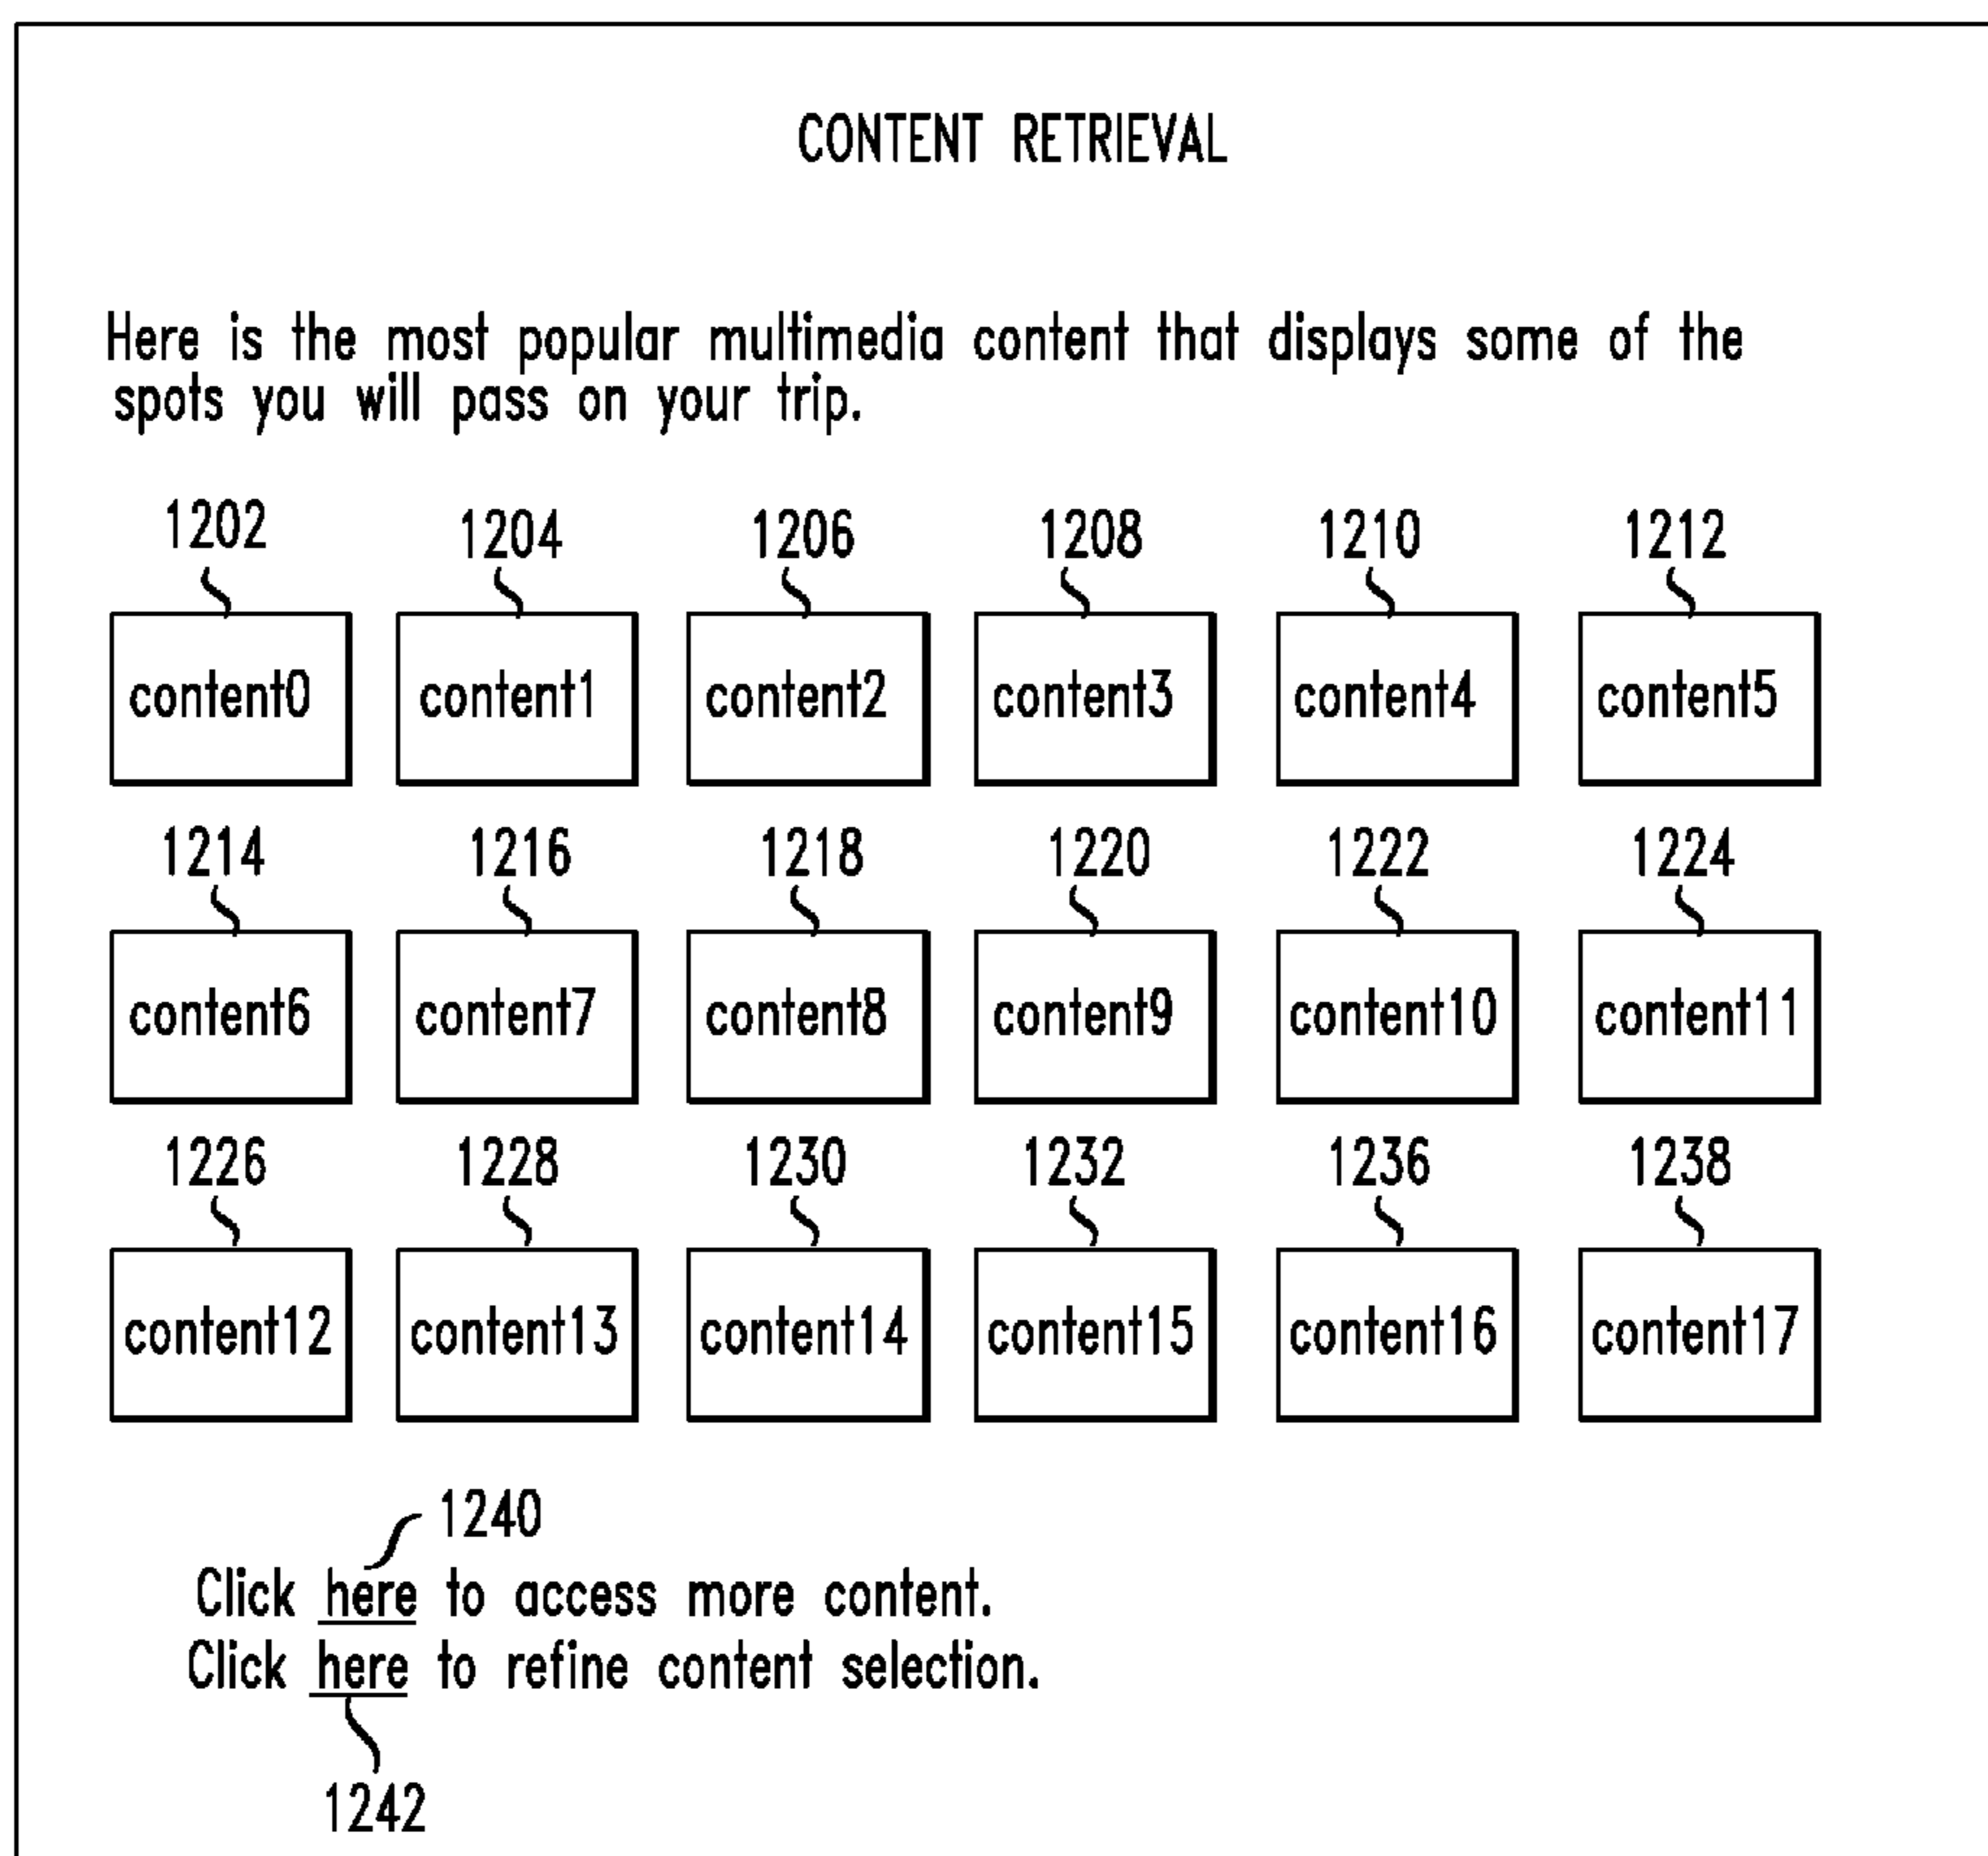 CONTENT RETRIEVAL
Here is the most popular multimedia content that displays some of the
spots you will pass on your trip.
1202 1204 1206 1208 1210 1212
content0 content1 content2 content3 content4 content5
1214 1216 1218 1220 1222 1224
content6 content7 content8 content9 content10 content11
1226 1228 1230 1232 1236 1238
content12 content13 content14 content15 content16 content17
1240
Click here to access more content.
Click here to refine content selection.
1242